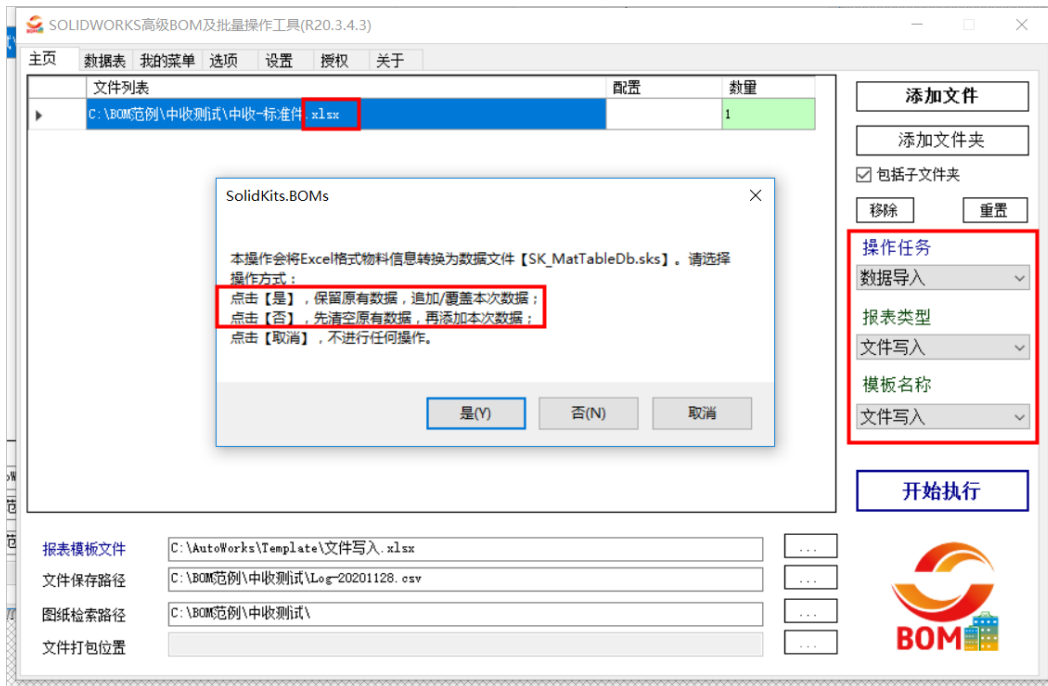 SOLIDWORKS高级BOM及批量操作工具(R20.3.4.3)
主页 数据表 我的菜单 选项 设置 授权 关于
文件列表 配置 数量
C:\BOM范例\中收测试\中收-标准件.xlsx 1
添加文件
添加文件夹
包括子文件夹
移除 重置
SolidKits.BOMs
本操作会将Excel格式物料信息转换为数据文件【SK_MatTableDb.sks】。请选择
操作方式：
点击【是】，保留原有数据，追加/覆盖本次数据；
点击【否】，先清空原有数据，再添加本次数据；
点击【取消】，不进行任何操作。
是(Y) 否(N) 取消
操作任务
数据导入
报表类型
文件写入
模板名称
文件写入
开始执行
报表模板文件 C:\AutoWorks\Template\文件写入.xlsx ...
文件保存路径 C:\BOM范例\中收测试\Log-20201128.csv ...
图纸检索路径 C:\BOM范例\中收测试\ ...
文件打包位置 ...
BOM